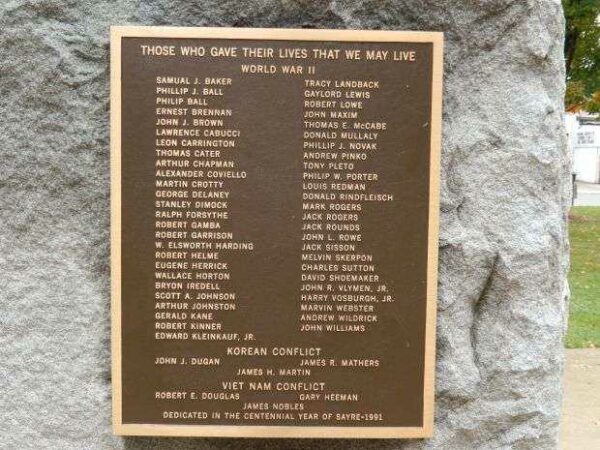 THOSE WHO GAVE THEIR LIVES THAT WE MAY LIVE
WORLD WAR II
SAMUAL J. BAKER
PHILLIP J. BALL
PHILIP BALL
ERNEST BRENNAN
JOHN J. BROWN
LAWRENCE CABUCCI
LEON CARRINGTON
THOMAS CATER
ARTHUR CHAPMAN
ALEXANDER COVIELLO
MARTIN CROTTY
GEORGE DELANEY
STANLEY DIMOCK
RALPH FORSYTHE
ROBERT GAMBA
ROBERT GARRISON
W. ELSWORTH HARDING
ROBERT HELME
EUGENE HERRICK
WALLACE HORTON
BRYON IREDELL
SCOTT A. JOHNSON
ARTHUR JOHNSTON
GERALD KANE
ROBERT KINNER
EDWARD KLEINKAUF, JR.
TRACY LANDBACK
GAYLORD LEWIS
ROBERT LOWE
JOHN MAXIM
THOMAS E. McCABE
DONALD MULLALY
PHILLIP J. NOVAK
ANDREW PINKO
TONY PLETO
PHILIP W. PORTER
LOUIS REDMAN
DONALD RINDFLEISCH
MARK ROGERS
JACK ROGERS
JACK ROUNDS
JOHN L. ROWE
JACK SISSON
MELVIN SKERPON
CHARLES SUTTON
DAVID SHOEMAKER
JOHN R. VLYMEN, JR.
HARRY VOSBURGH, JR.
MARVIN WEBSTER
ANDREW WILDRICK
JOHN WILLIAMS
KOREAN CONFLICT
JOHN J. DUGAN JAMES R. MATHERS
JAMES H. MARTIN
VIET NAM CONFLICT
ROBERT E. DOUGLAS GARY HEEMAN
JAMES NOBLES
DEDICATED IN THE CENTENNIAL YEAR OF SAYRE•1991